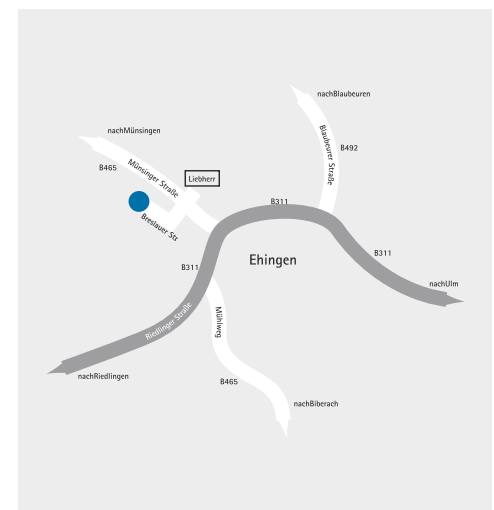 nachBlaubeuren
nachMünsingen
Blaubeurer Straße
B492
B465
Münsinger Straße
Liebherr
B311
Breslauer Str
B311
Ehingen
B311
nachUlm
Mühlweg
Riedlinger Straße
nachRiedlingen
B465
nachBiberach